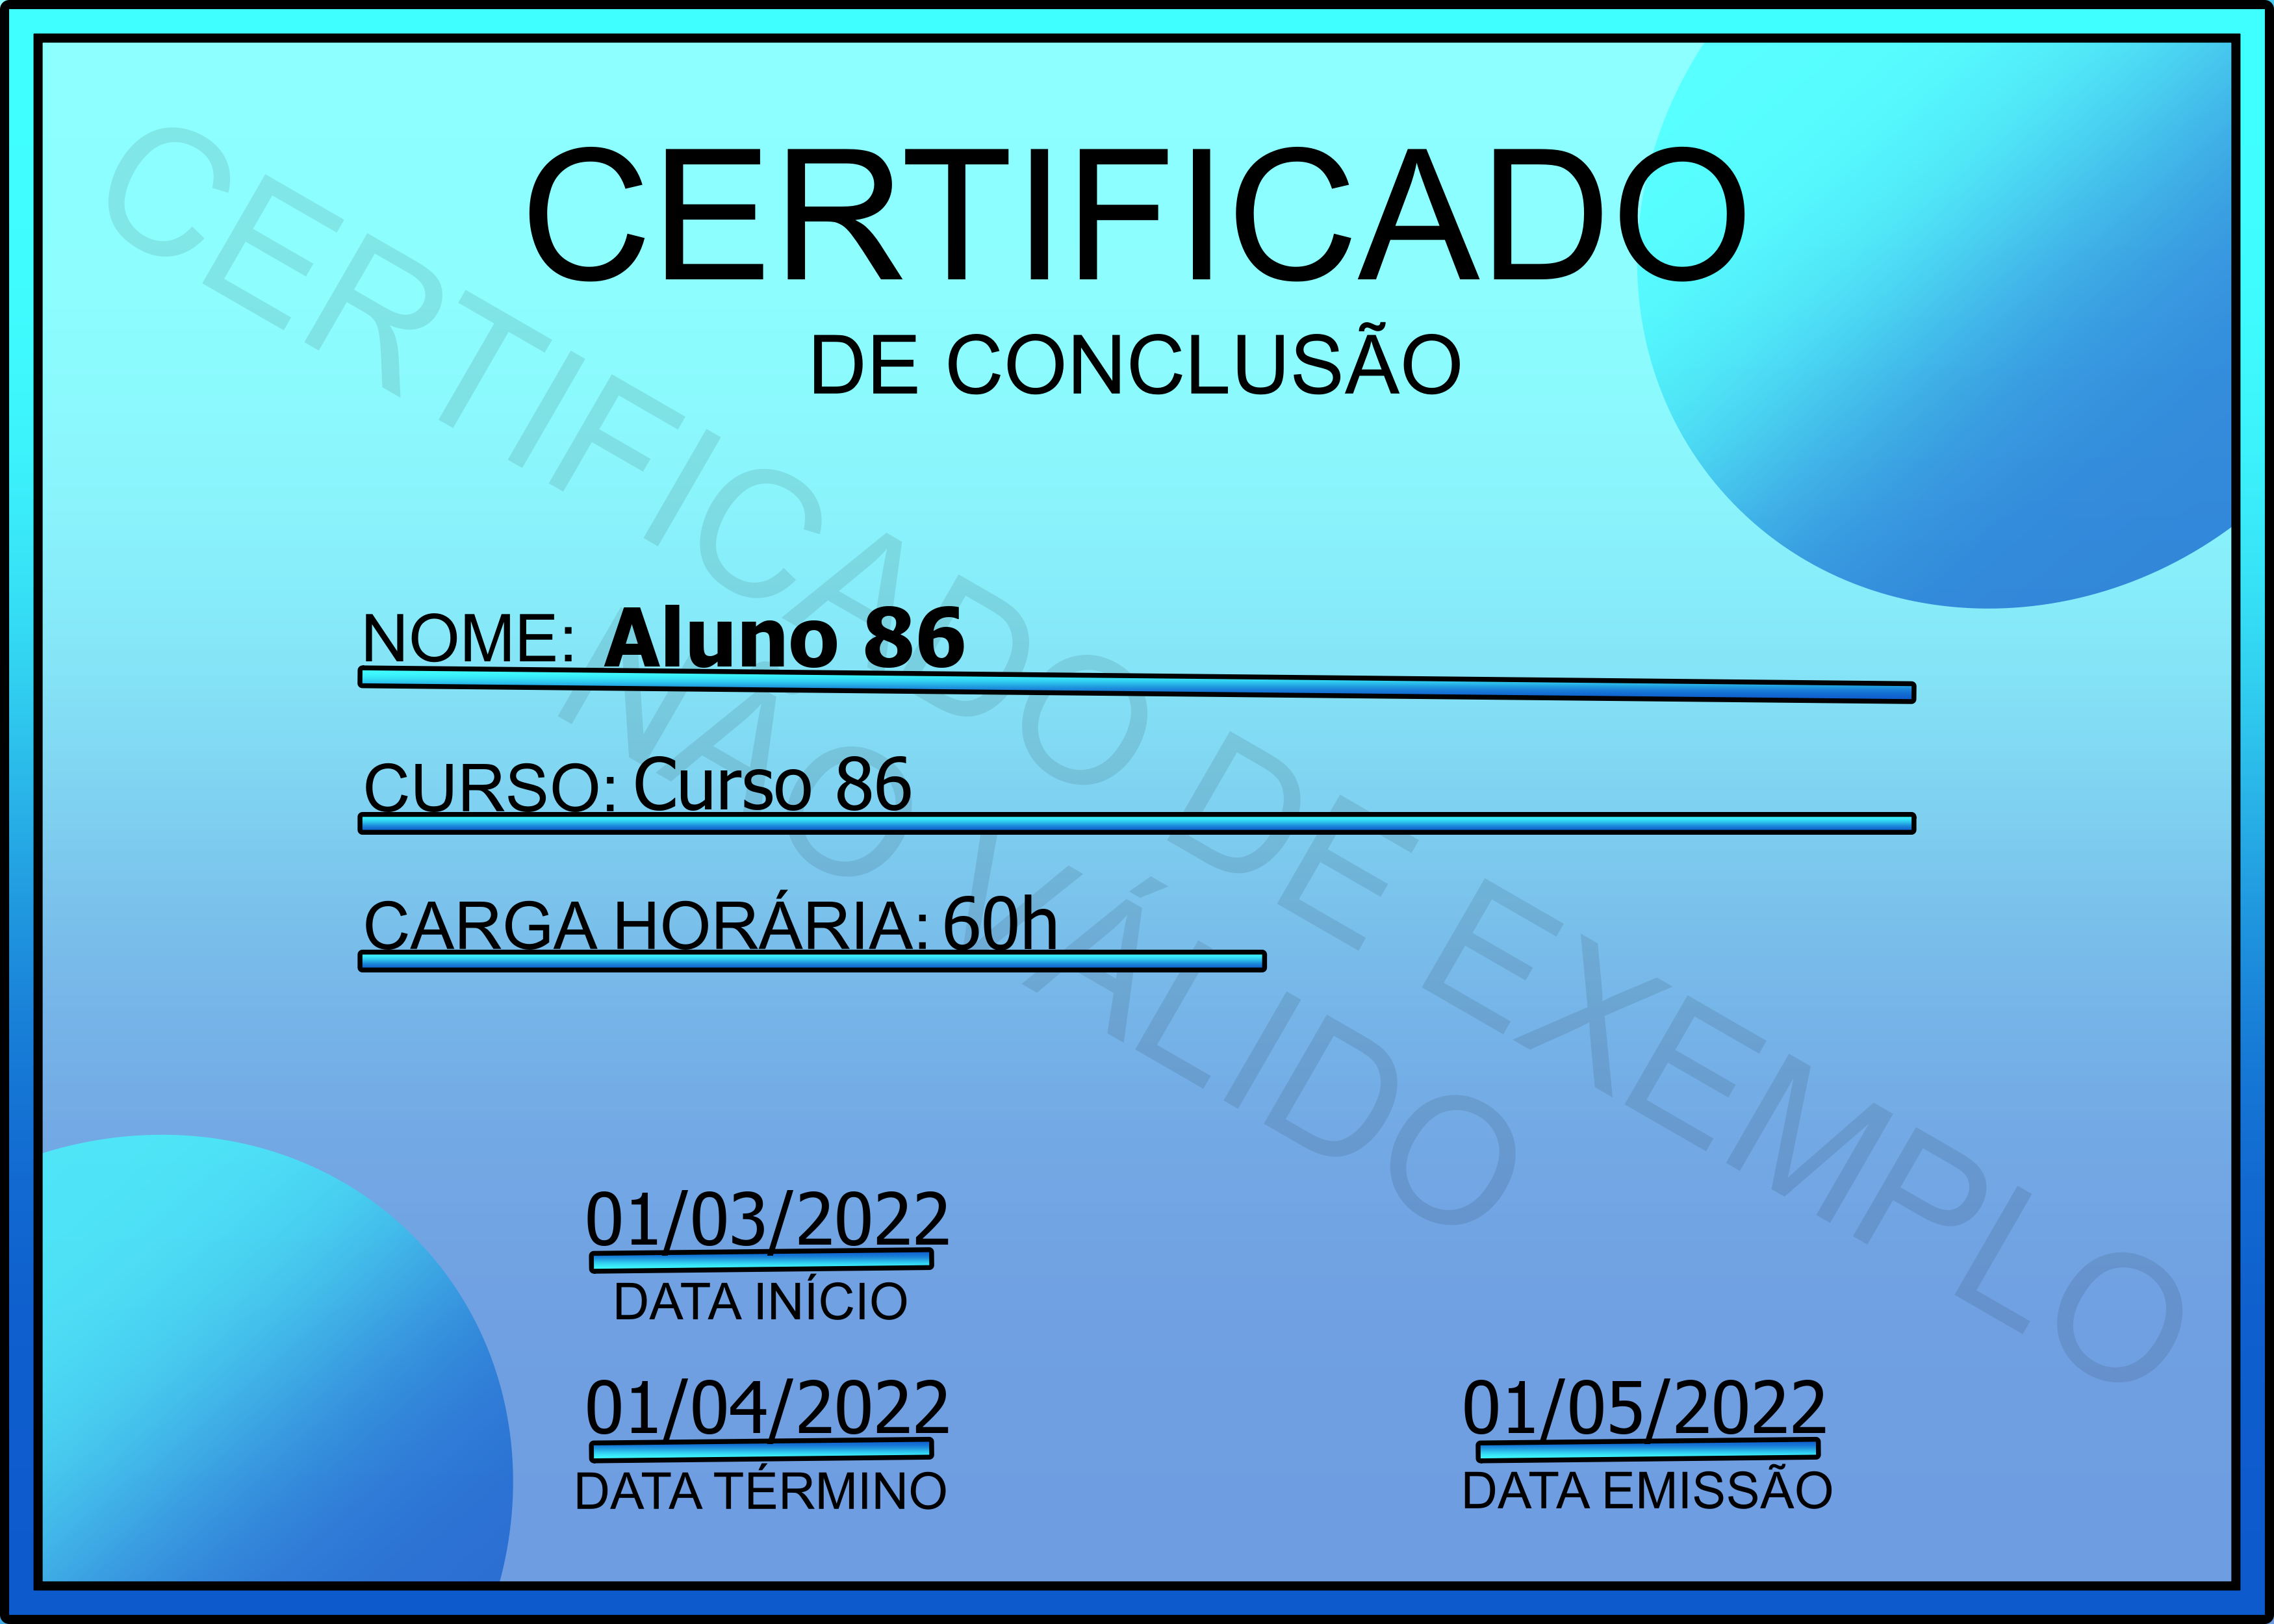 CERTIFICADO
DE CONCLUSÃO
CERTIFICADO DE EXEMPLO
NÃO VÁLIDO
NOME: Aluno 86
CURSO: Curso 86
CARGA HORÁRIA: 60h
01/03/2022
DATA INÍCIO
01/04/2022
DATA TÉRMINO
01/05/2022
DATA EMISSÃO